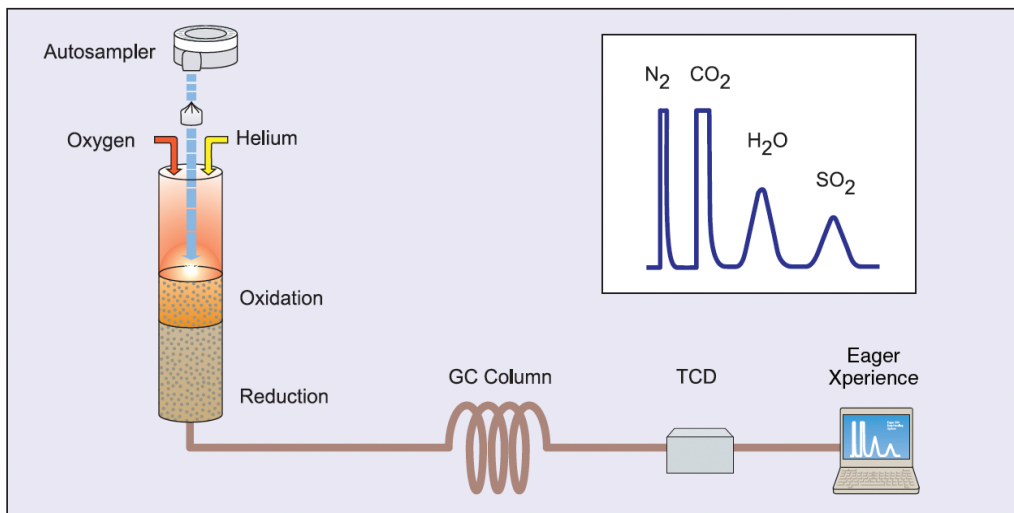 Autosampler
Oxygen
Helium
Oxidation
Reduction
GC Column
TCD
Eager
Xperience
N2
CO2
H2O
SO2